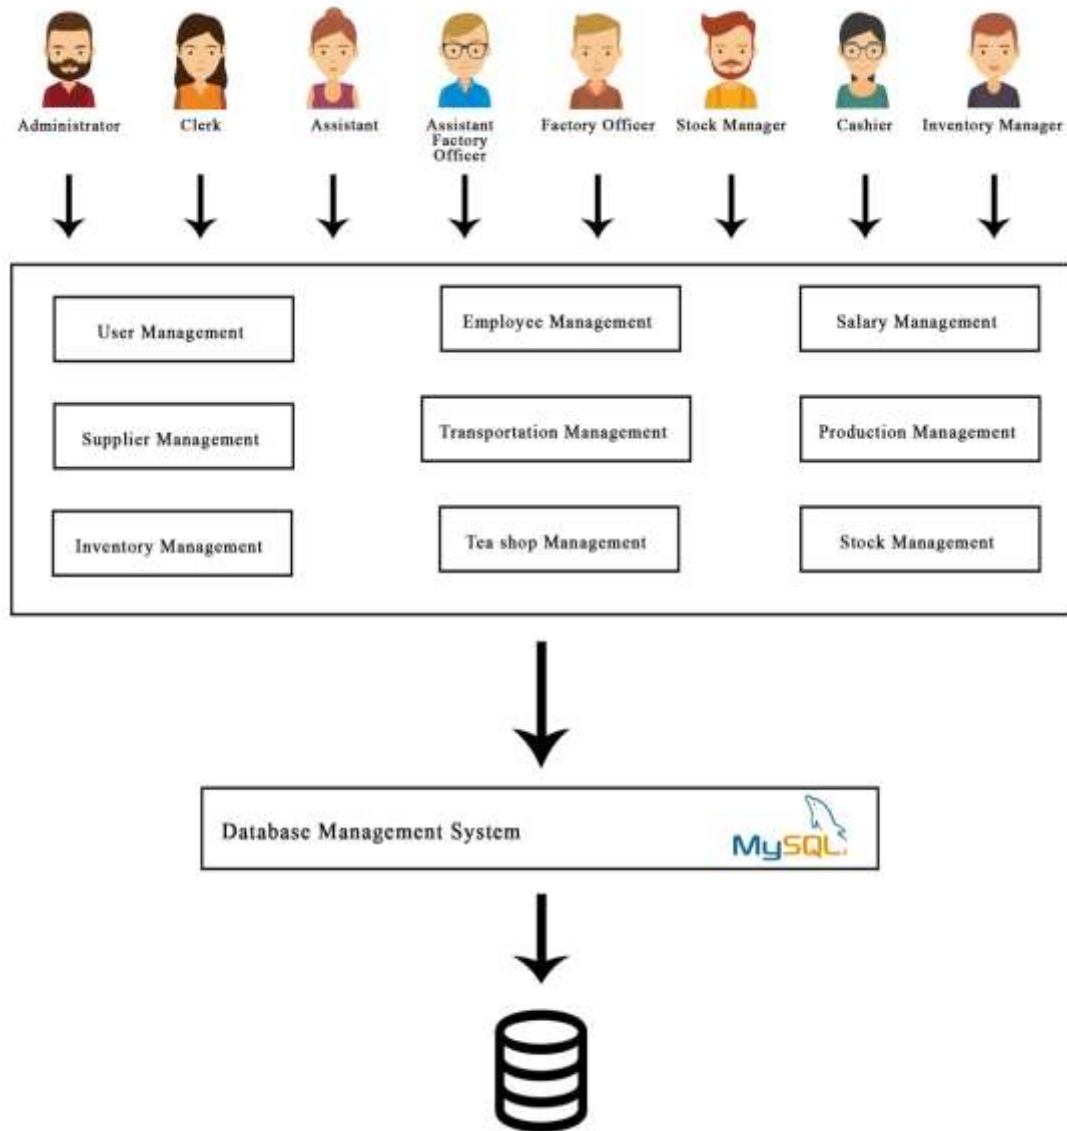 Administrator
Clerk
Assistant
Assistant
Factory
Officer
Factory Officer
Stock Manager
Cashier
Inventory Manager
User Management
Employee Management
Salary Management
Supplier Management
Transportation Management
Production Management
Inventory Management
Tea shop Management
Stock Management
Database Management System
MySQL